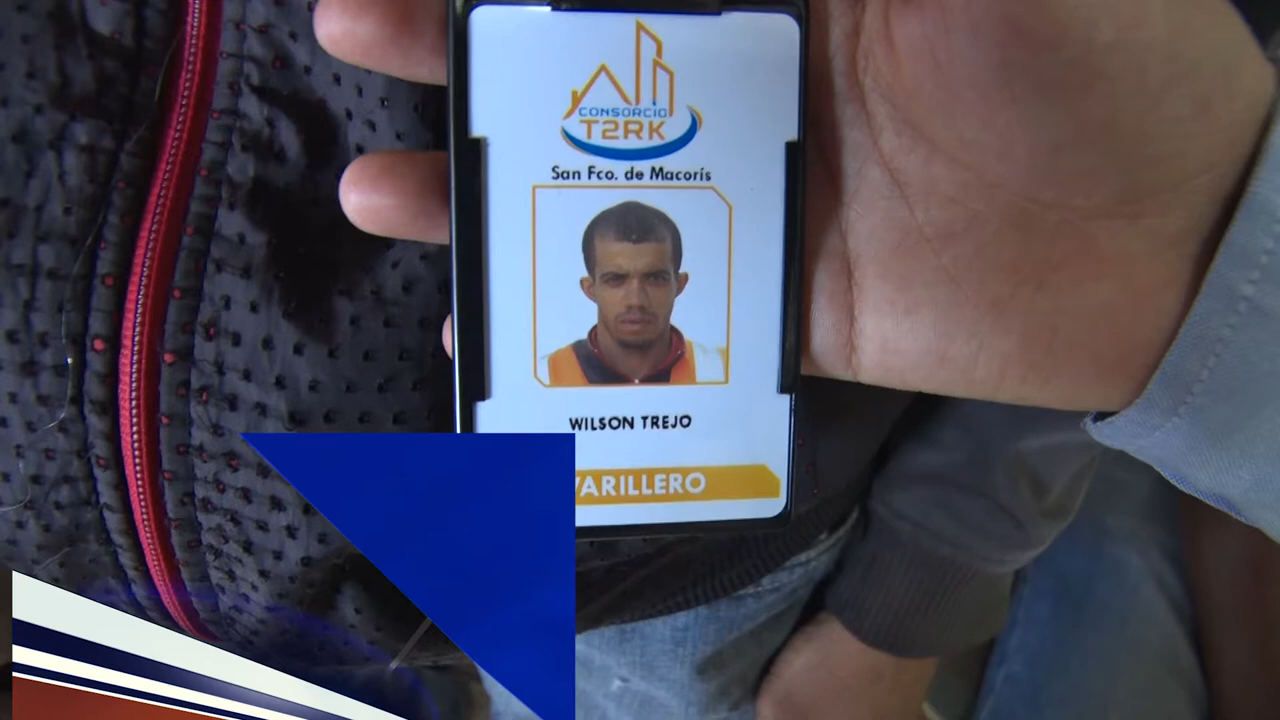 CONSORCIO
T2RK
San Fco. de Macorís
WILSON TREJO
VARILLERO